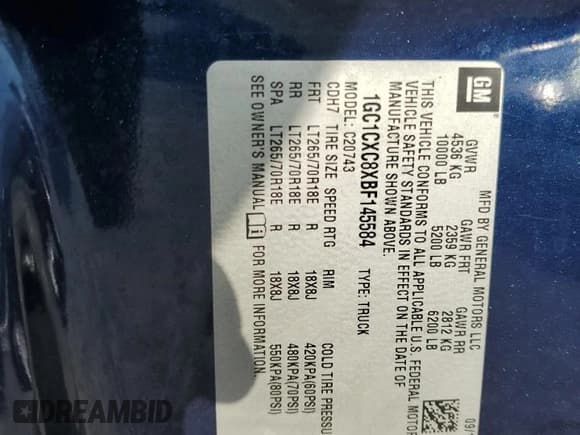 GM
MFD BY GENERAL MOTORS LLC
GVWR GAWR FRT GAWR RR
4536 KG 2359 KG 2812 KG
10000 LB 5200 LB 6200 LB
THIS VEHICLE CONFORMS TO ALL APPLICABLE U.S. FEDERAL MOTOR
VEHICLE SAFETY STANDARDS IN EFFECT ON THE DATE OF
MANUFACTURE SHOWN ABOVE.
1GC1CXC8XBF145584 TYPE: TRUCK
MODEL: C20743
CDH7 TIRE SIZE SPEED RTG RIM COLD TIRE PRESSU
FRT LT265/70R18E R 18X8J 420KPA(60PSI)
RR LT265/70R18E R 18X8J 480KPA(70PSI)
SPA LT265/70R18E R 18X8J 550KPA(80PSI)
SEE OWNER'S MANUAL FOR MORE INFORMATION.
DREAMBID